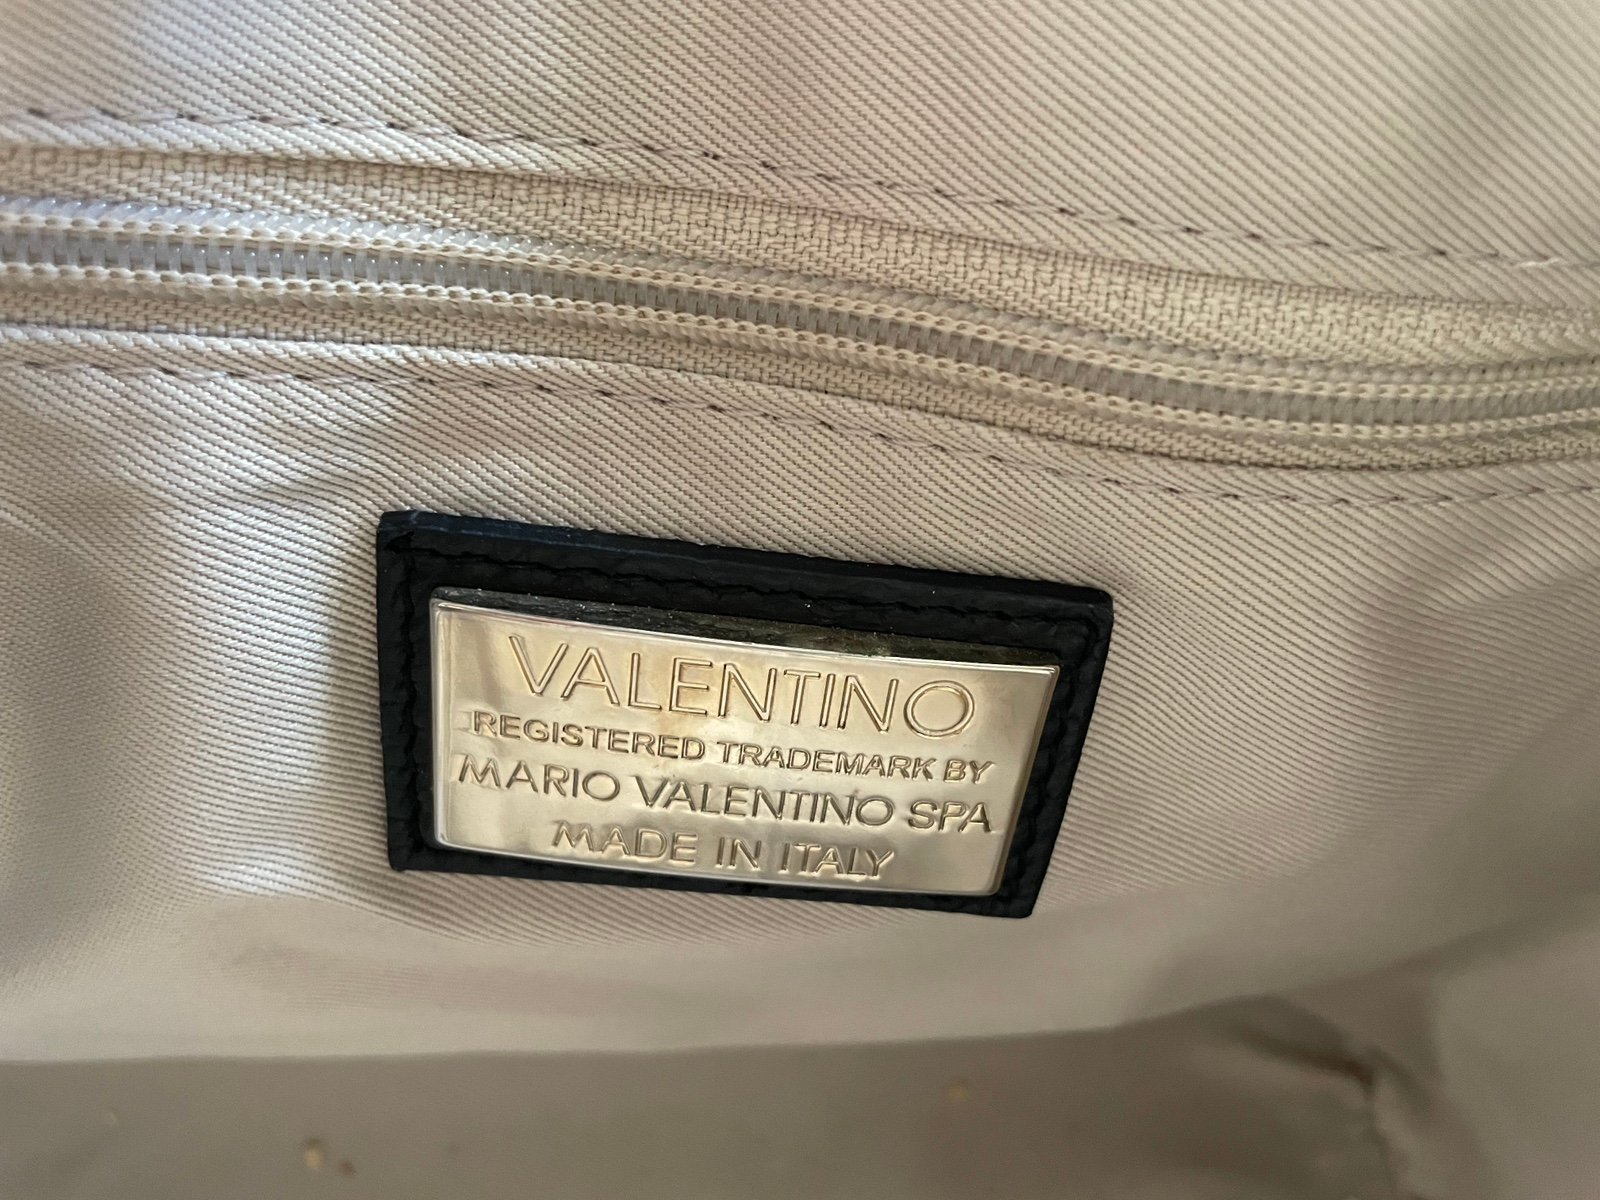 VALENTINO
REGISTERED TRADEMARK BY
MARIO VALENTINO SPA
MADE IN ITALY